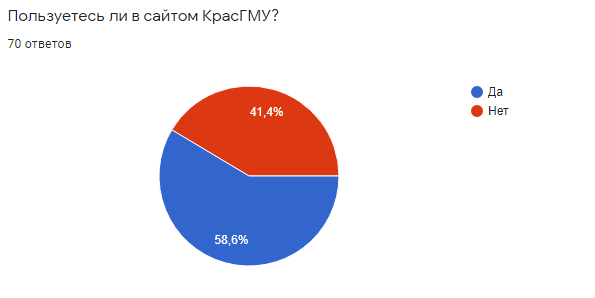 Пользуетесь ли в сайтом КрасГМУ?
70 ответов
Да
Нет
41,4%
58,6%